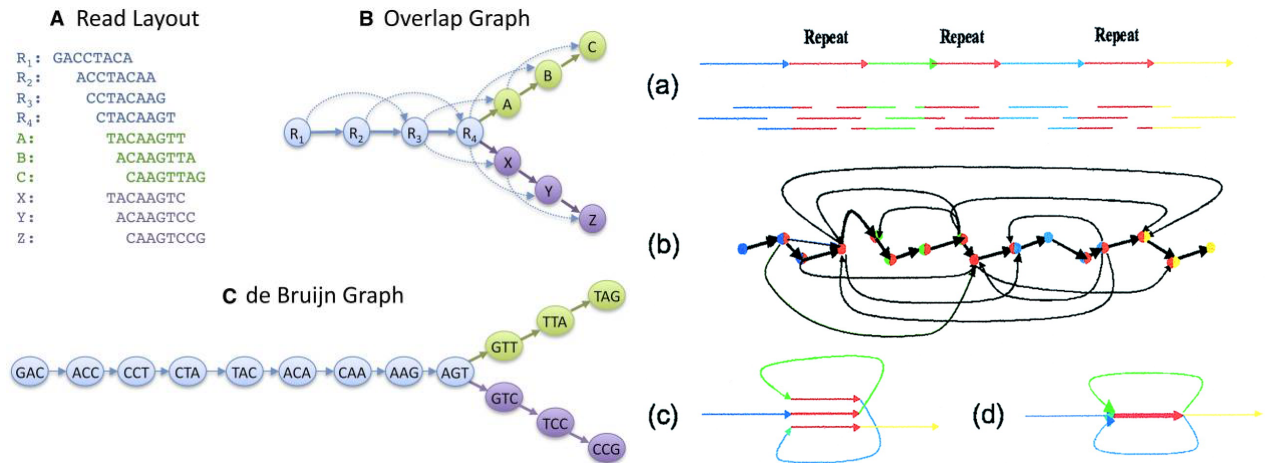 A Read Layout
R1: GACCTACA
R2: ACCTACAA
R3: CCTACAAG
R4: CTACAAGT
A: TACAAGTT
B: ACAAGTTA
C: CAAGTTAG
X: TACAAGTC
Y: ACAAGTCC
Z: CAAGTCCG
B Overlap Graph
R1 R2 R3 R4
A
B
C
X
Y
Z
C de Bruijn Graph
GAC ACC CCT CTA TAC ACA CAA AAG AGT
GTT
TTA
TAG
GTC
TCC
CCG
Repeat Repeat Repeat
(a)
(b)
(c)
(d)